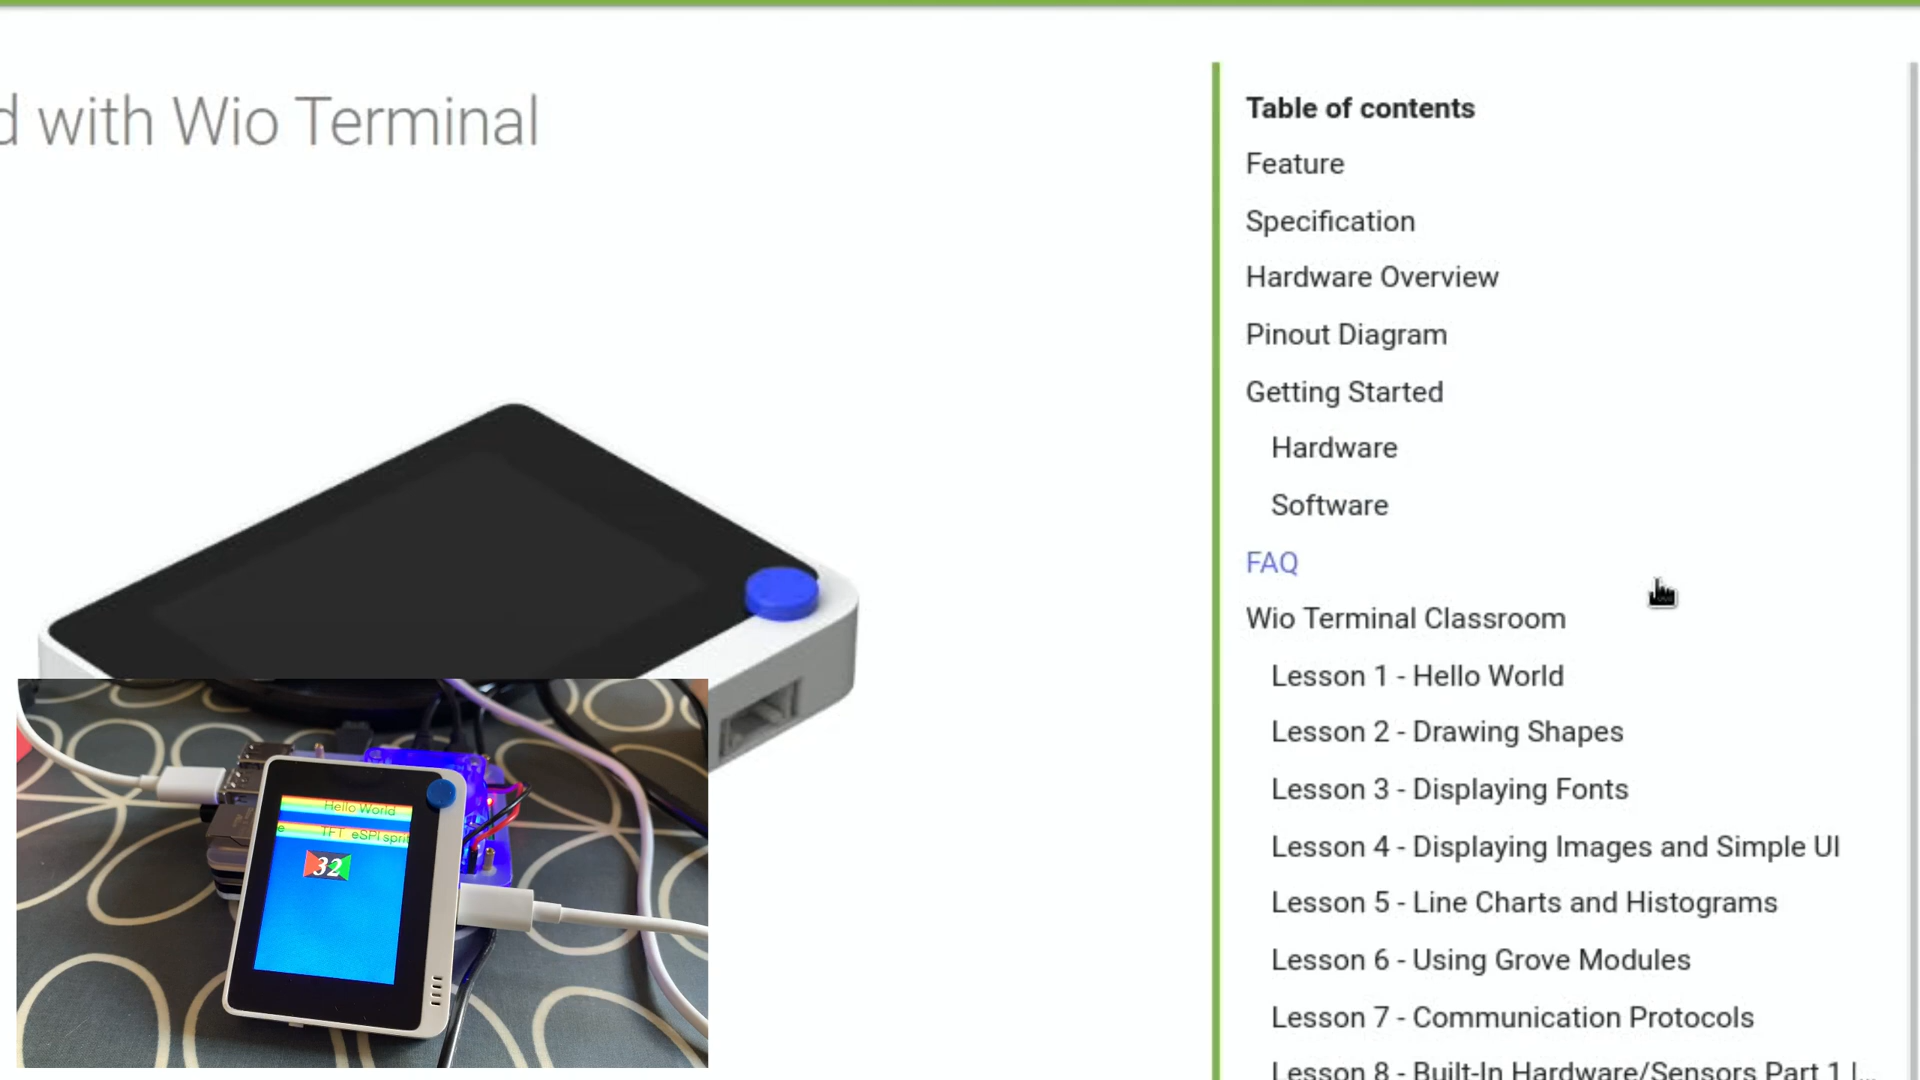 d with Wio Terminal
Table of contents
Feature
Specification
Hardware Overview
Pinout Diagram
Getting Started
Hardware
Software
FAQ
Wio Terminal Classroom
Lesson 1 - Hello World
Lesson 2 - Drawing Shapes
Lesson 3 - Displaying Fonts
Lesson 4 - Displaying Images and Simple UI
Lesson 5 - Line Charts and Histograms
Lesson 6 - Using Grove Modules
Lesson 7 - Communication Protocols
Lesson 8 - Built-In Hardware/Sensors Part 1 |...
Hello World
e TFT_eSPI sprit
32